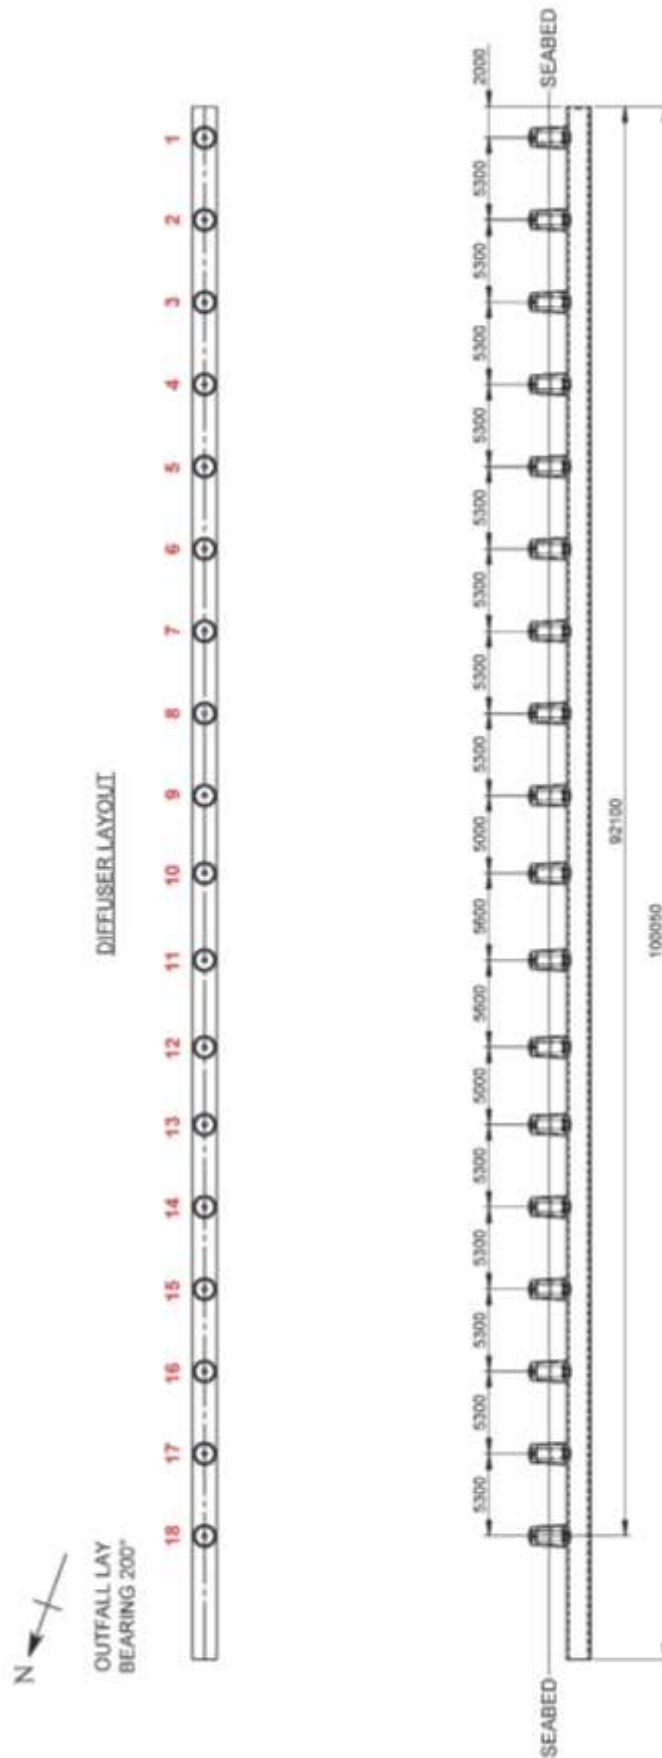 N
OUTFALL LAY
BEARING 200°
DIFFUSER LAYOUT
18 17 16 15 14 13 12 11 10 9 8 7 6 5 4 3 2 1
5300 5300 5300 5300 5300 5000 5600 5600 5000 5300 5300 5300 5300 5300 5300 5300 5300 2000
SEABED SEABED
92100
100050